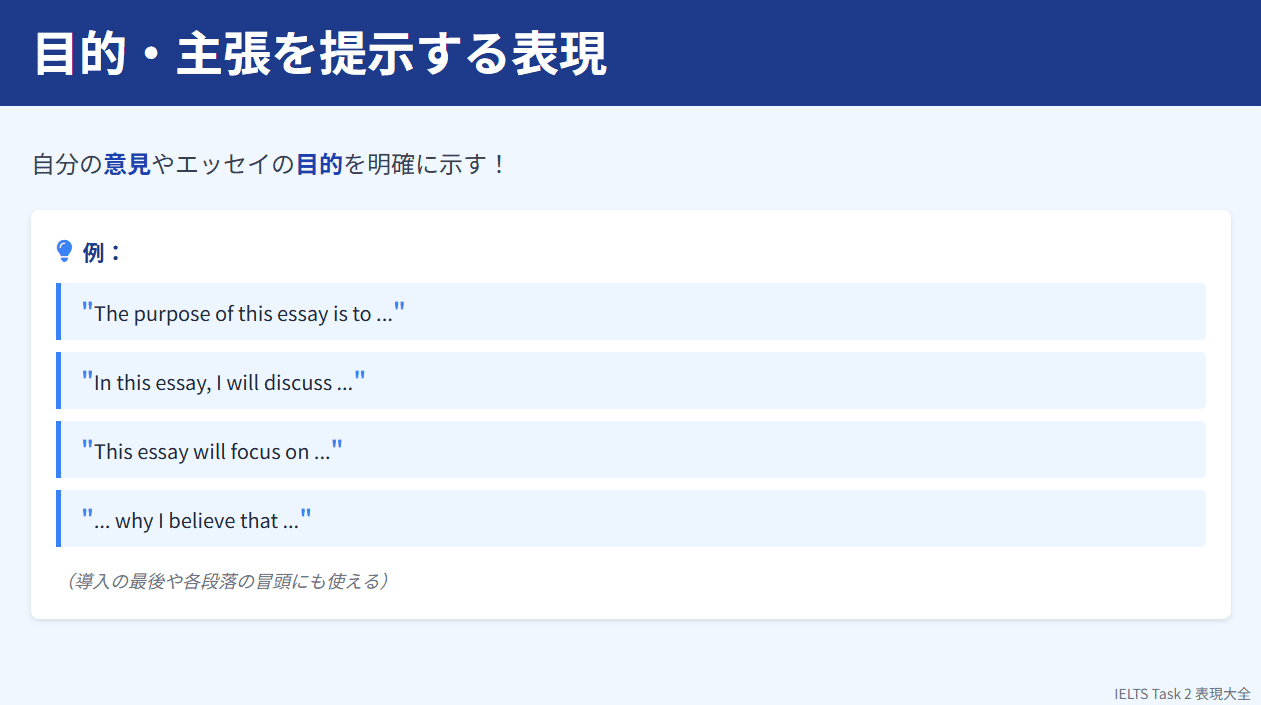 目的・主張を提示する表現
自分の意見やエッセイの目的を明確に示す！
例：
"The purpose of this essay is to ..."
"In this essay, I will discuss ..."
"This essay will focus on ..."
"... why I believe that ..."
（導入の最後や各段落の冒頭にも使える）
IELTS Task 2 表現大全